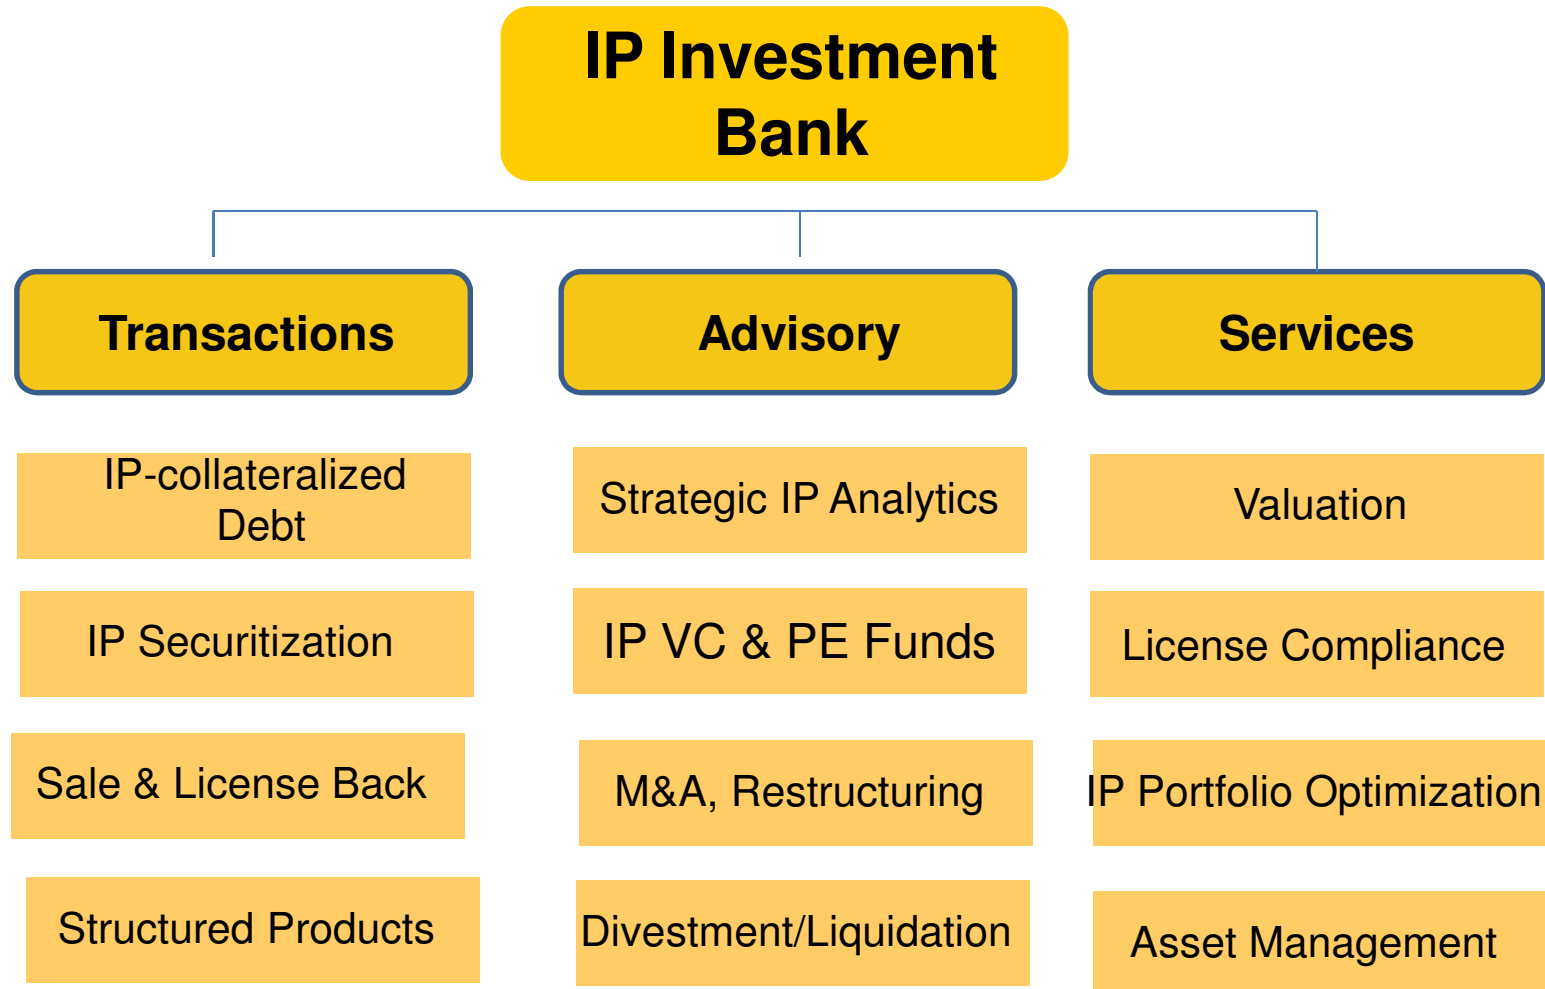 IP Investment
Bank
Transactions
Advisory
Services
IP-collateralized
Debt
Strategic IP Analytics
Valuation
IP Securitization
IP VC & PE Funds
License Compliance
Sale & License Back
M&A, Restructuring
IP Portfolio Optimization
Structured Products
Divestment/Liquidation
Asset Management